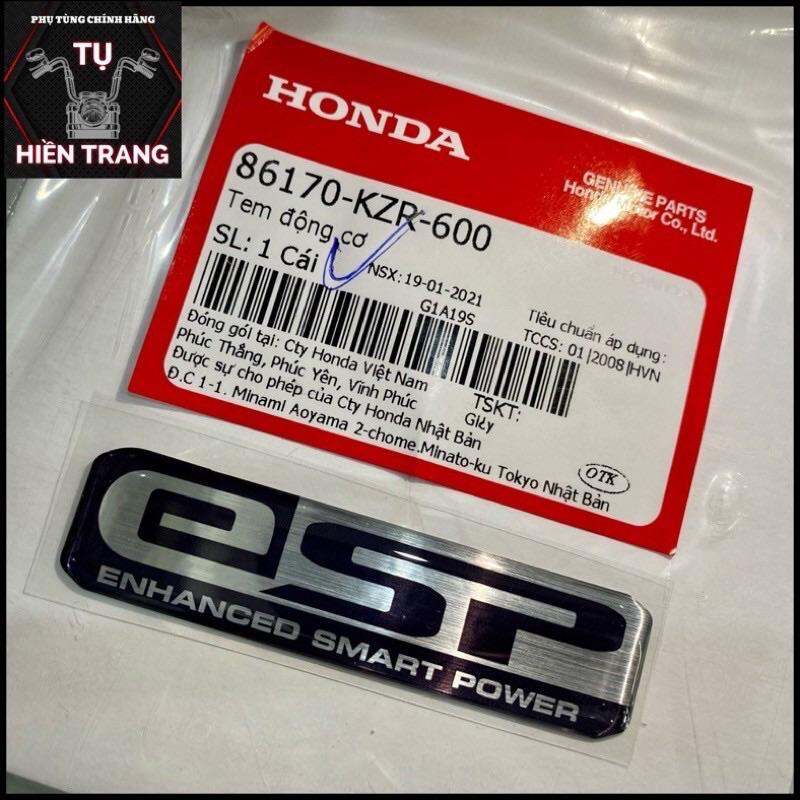 PHỤ TÙNG CHÍNH HÃNG
TỤ
HIỀN TRANG
HONDA
GENUINE PARTS
Honda Motor Co., Ltd.
86170-KZR-600
Tem động cơ
SL: 1 Cái
NSX: 19-01-2021
G1A19S
Tiêu chuẩn áp dụng:
TCCS: 01|2008|HVN
Đóng gói tại: Cty Honda Việt Nam
Phúc Thắng, Phúc Yên, Vĩnh Phúc
Được sự cho phép của Cty Honda Nhật Bản
Đ.C 1-1. Minami Aoyama 2-chome.Minato-ku Tokyo Nhật Bản
TSKT:
Giấy
OTK
eSP
ENHANCED SMART POWER